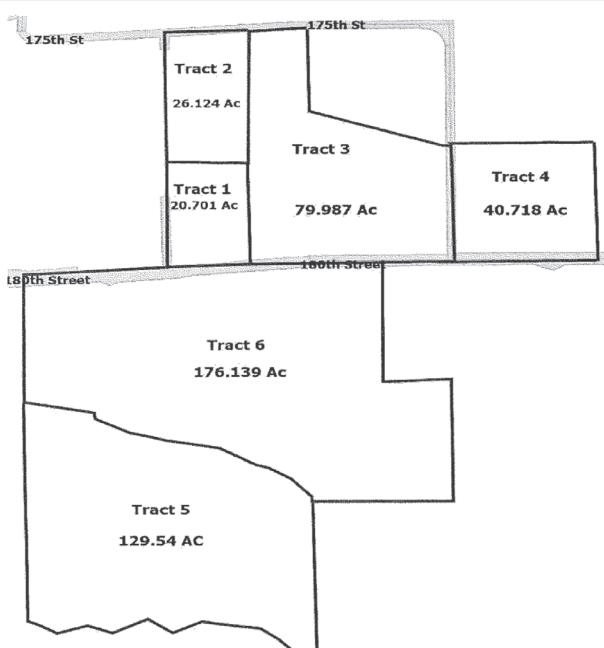 175th St
175th St
Tract 2
26.124 Ac
Tract 3
Tract 1
20.701 Ac
Tract 4
79.987 Ac
40.718 Ac
180th Street
180th Street
Tract 6
176.139 Ac
Tract 5
129.54 AC